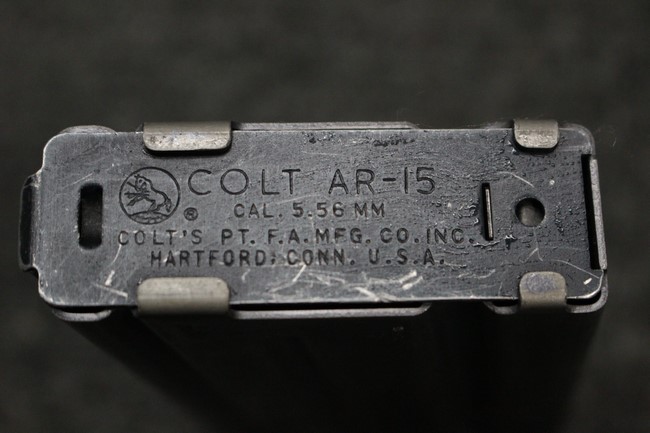 COLT AR-15
®
CAL. 5.56 MM
COLT'S PT. F.A. MFG. CO. INC.
HARTFORD, CONN. U.S.A.